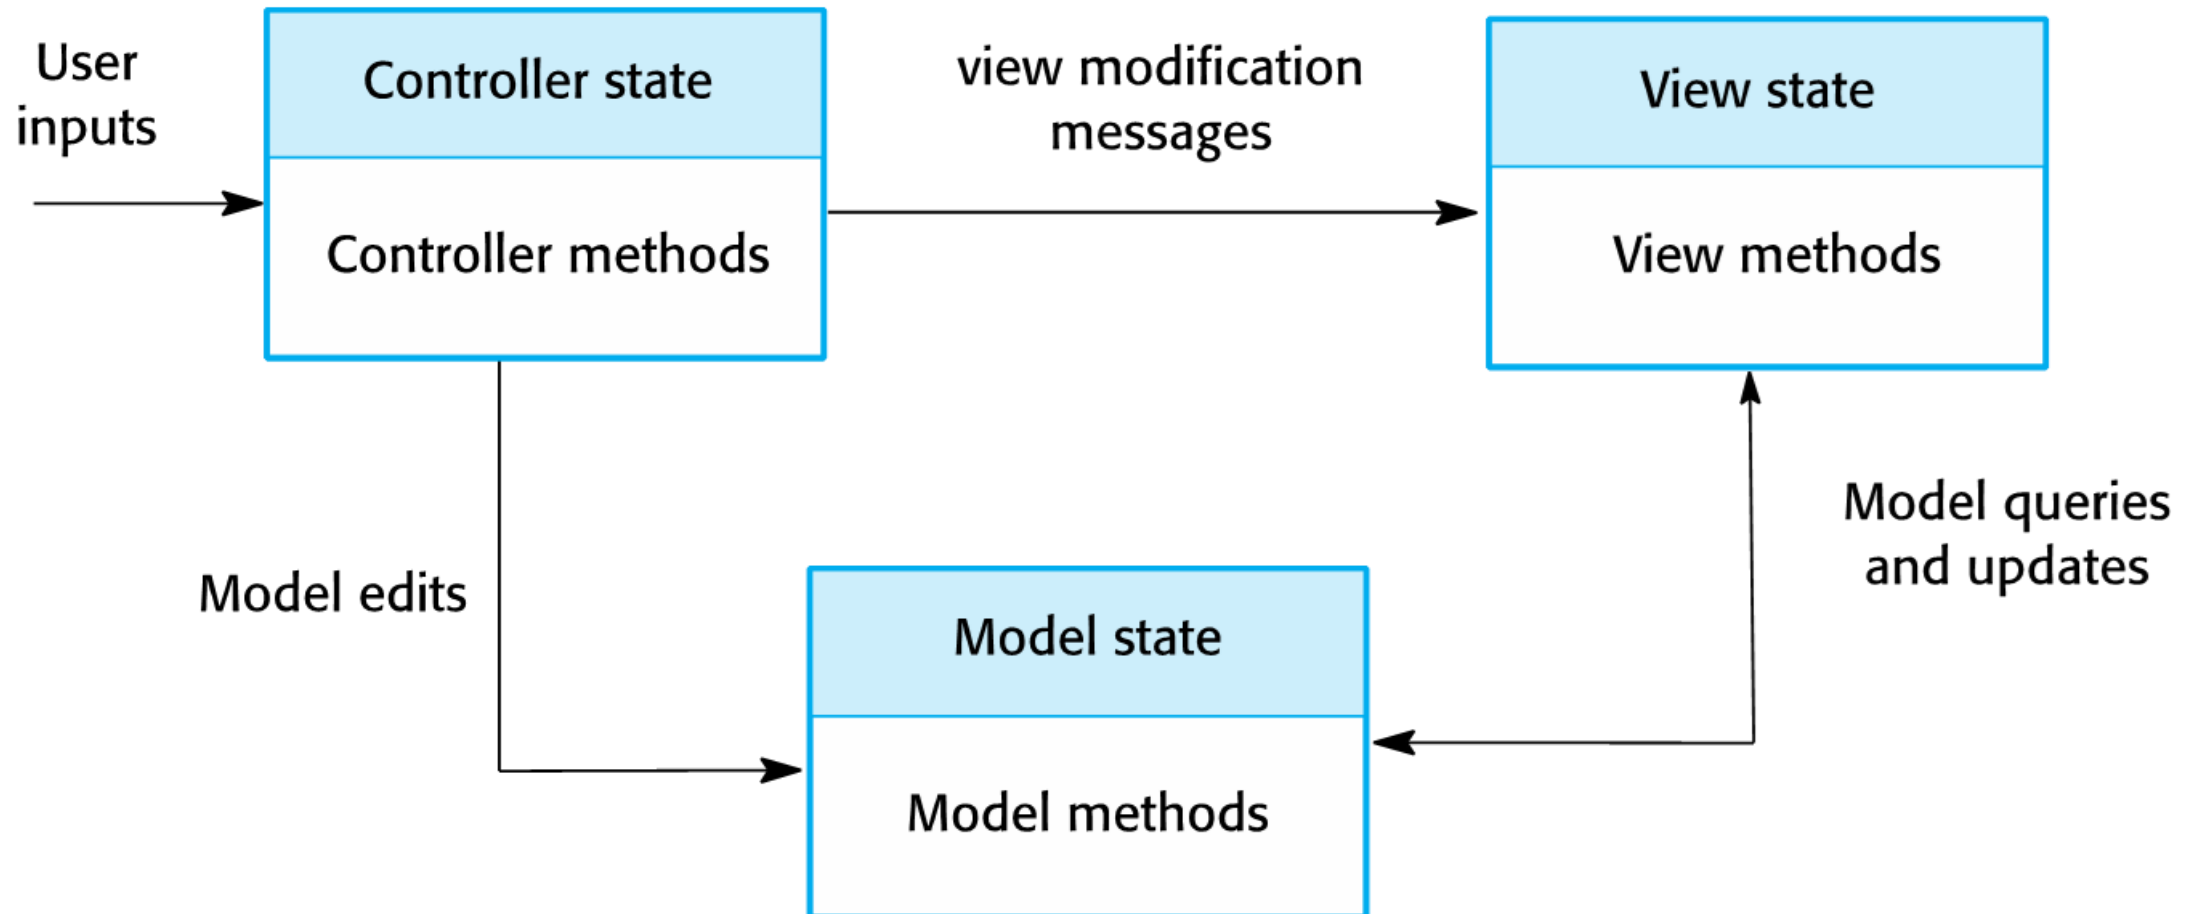 User
inputs
Controller state
Controller methods
view modification
messages
View state
View methods
Model edits
Model state
Model methods
Model queries
and updates